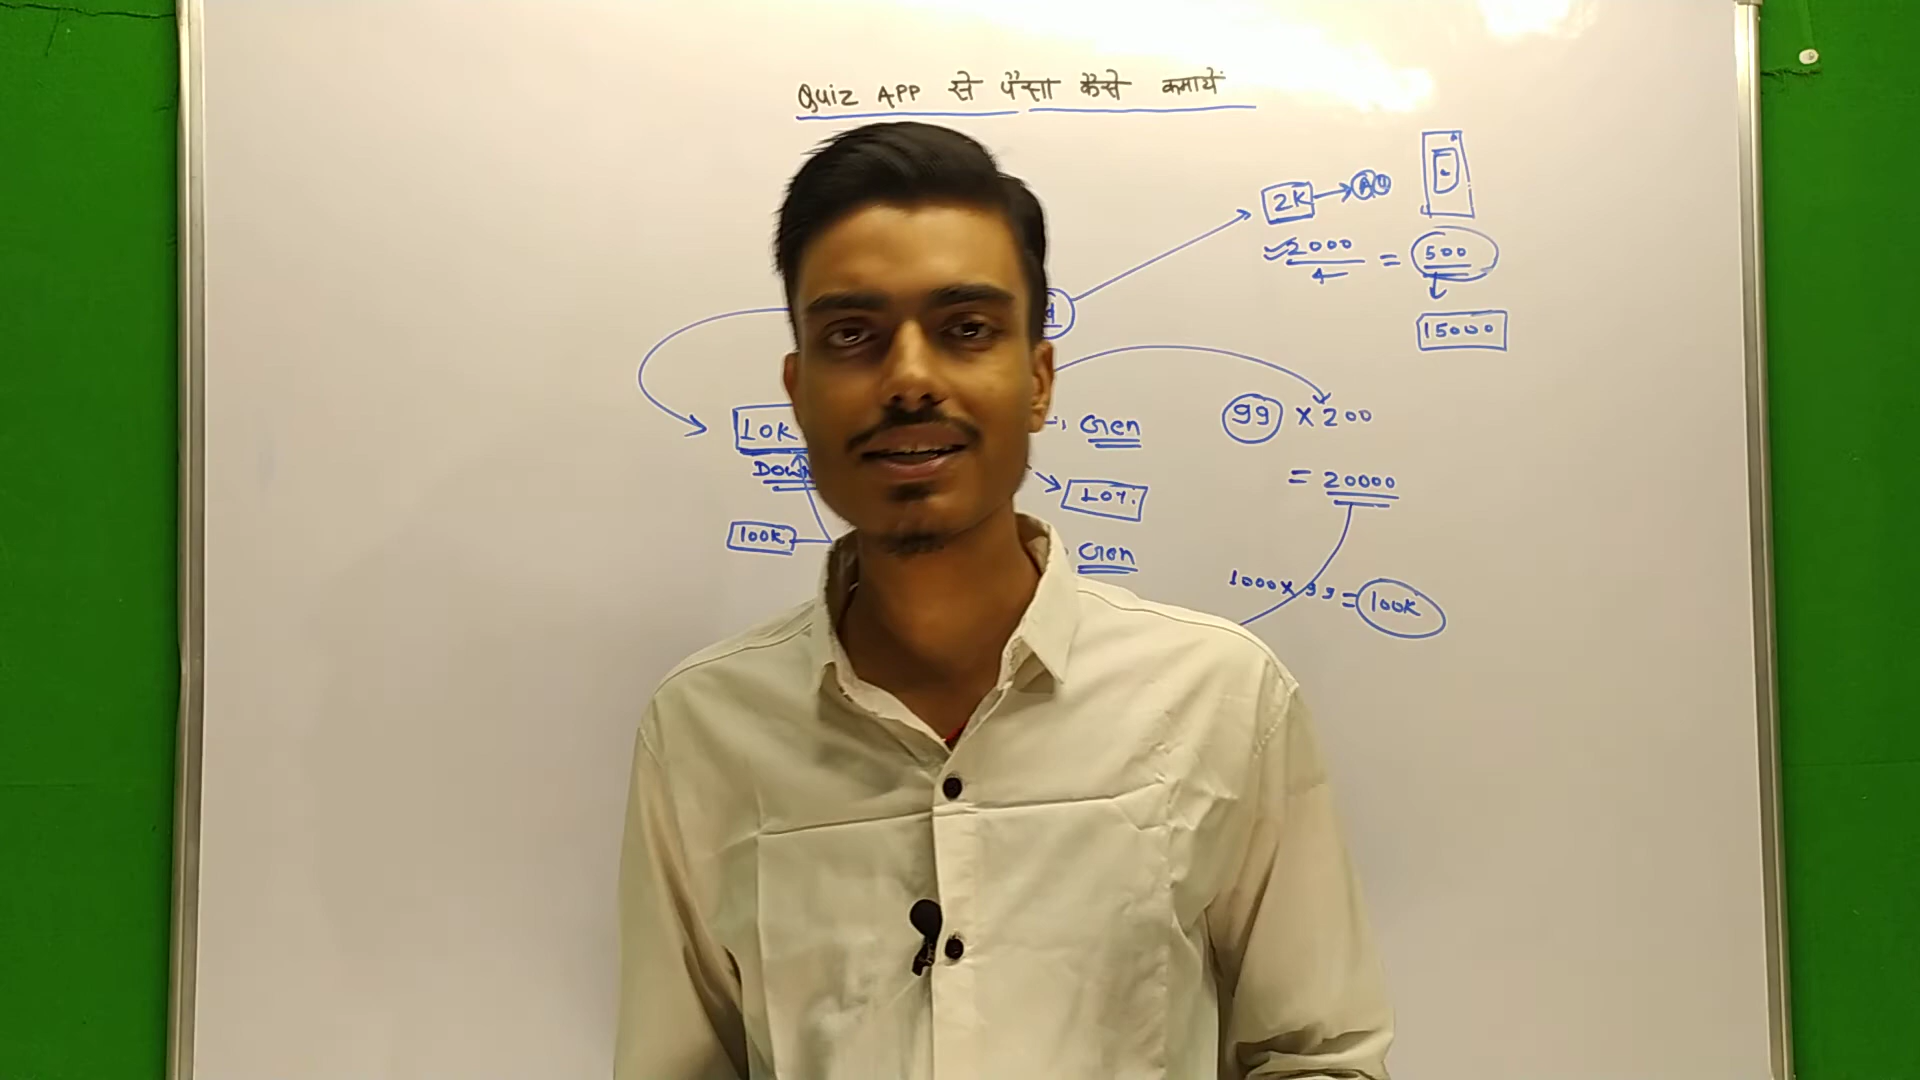 Quiz APP से पैसा कैसे कमायें
2K
2000
4
= 500
15000
10K
Gen
99 × 200
Down
= 20000
10%
100K
Gen
1000× 99 = 100K